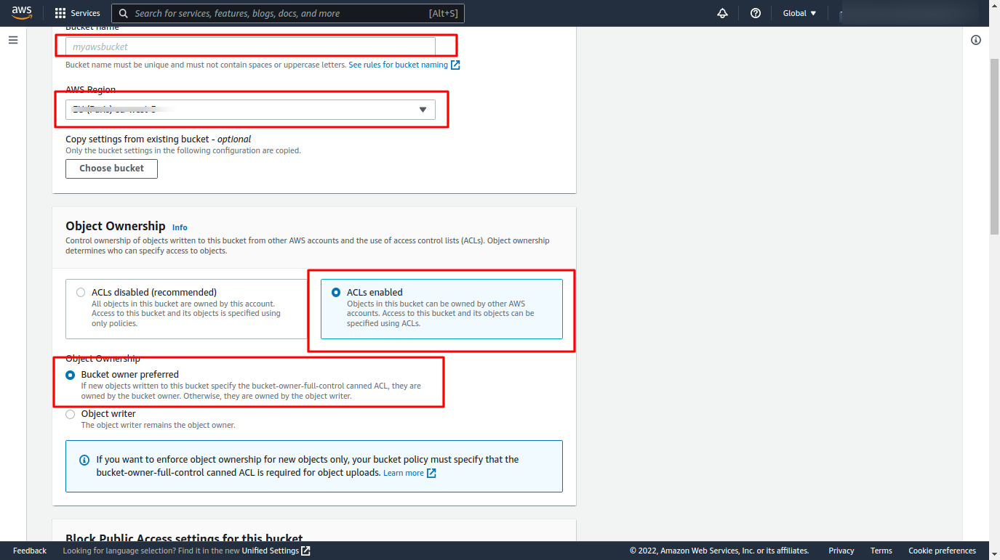 aws
Services
Search for services, features, blogs, docs, and more
[Alt+S]
Global
Bucket name
myawsbucket
Bucket name must be unique and must not contain spaces or uppercase letters. See rules for bucket naming
AWS Region
Copy settings from existing bucket - optional
Only the bucket settings in the following configuration are copied.
Choose bucket
Object Ownership Info
Control ownership of objects written to this bucket from other AWS accounts and the use of access control lists (ACLs). Object ownership
determines who can specify access to objects.
ACLs disabled (recommended)
All objects in this bucket are owned by this account.
Access to this bucket and its objects is specified using
only policies.
ACLs enabled
Objects in this bucket can be owned by other AWS
accounts. Access to this bucket and its objects can be
specified using ACLs.
Object Ownership
Bucket owner preferred
If new objects written to this bucket specify the bucket-owner-full-control canned ACL, they are
owned by the bucket owner. Otherwise, they are owned by the object writer.
Object writer
The object writer remains the object owner.
If you want to enforce object ownership for new objects only, your bucket policy must specify that the
bucket-owner-full-control canned ACL is required for object uploads. Learn more
Block Public Access settings for this bucket
Feedback
Looking for language selection? Find it in the new Unified Settings
© 2022, Amazon Web Services, Inc. or its affiliates.
Privacy
Terms
Cookie preferences